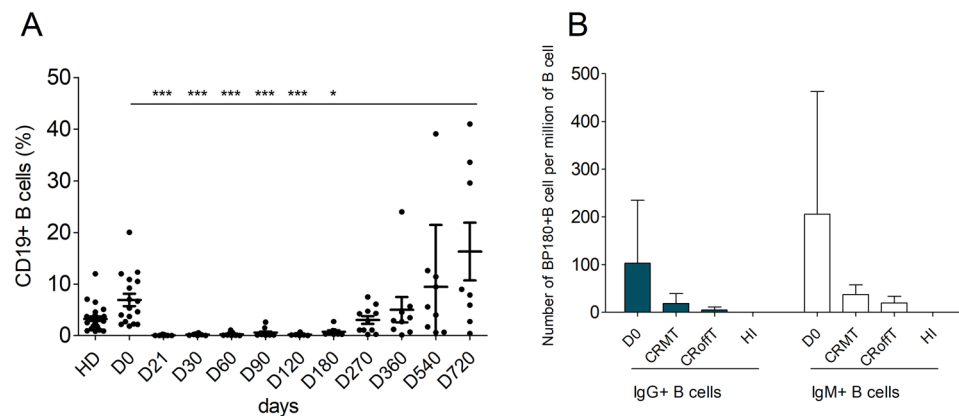 A
CD19+ B cells (%)
50
40
30
20
10
0
*** *** *** *** *** *
HD D0 D21 D30 D60 D90 D120 D180 D270 D360 D540 D720
days
B
Number of BP180+B cell per million of B cell
500
400
300
200
100
0
D0 CRMT CRoffT HI D0 CRMT CRoffT HI
IgG+ B cells IgM+ B cells